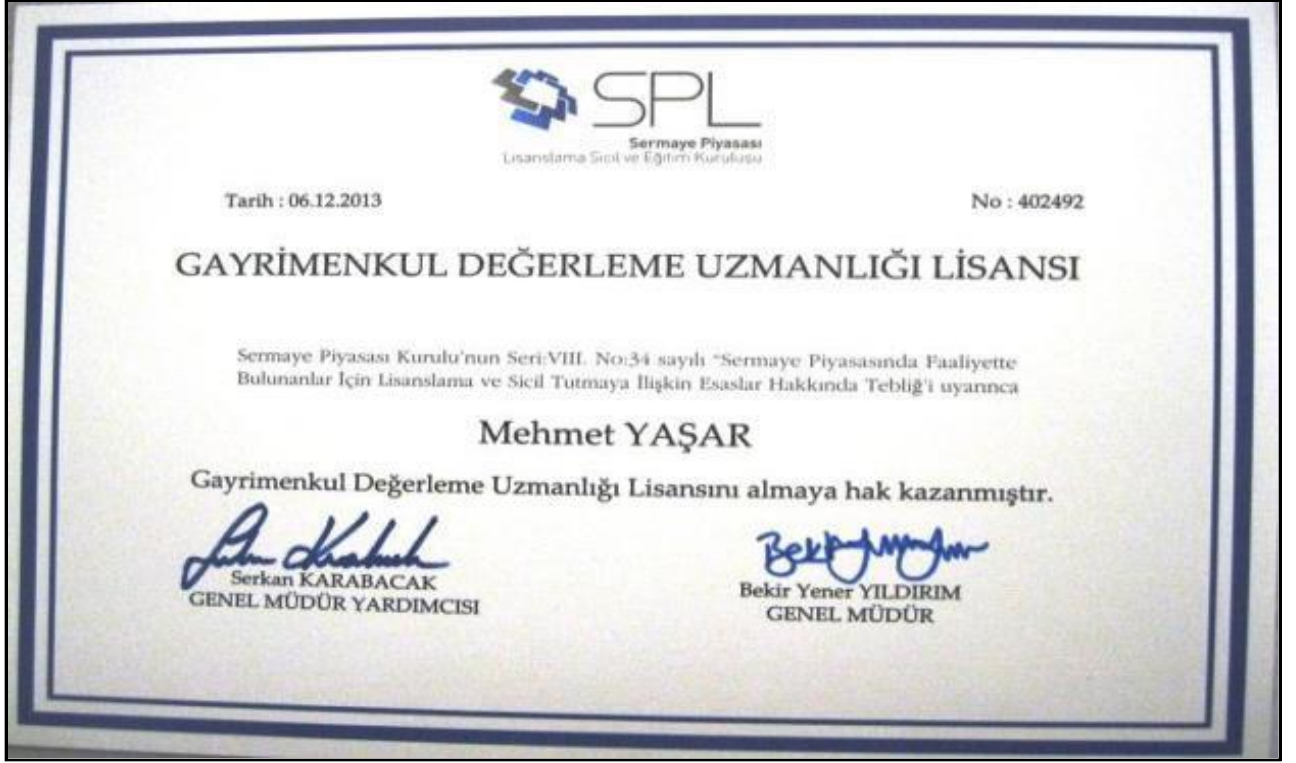 SPL
Sermaye Piyasası
Lisanslama Sicil ve Eğitim Kuruluşu
Tarih : 06.12.2013
No : 402492
GAYRİMENKUL DEĞERLEME UZMANLIĞI LİSANSI
Sermaye Piyasası Kurulu'nun Seri:VIII. No:34 sayılı "Sermaye Piyasasında Faaliyette
Bulunanlar İçin Lisanslama ve Sicil Tutmaya İlişkin Esaslar Hakkında Tebliğ'i uyarınca
Mehmet YAŞAR
Gayrimenkul Değerleme Uzmanlığı Lisansını almaya hak kazanmıştır.
Serkan KARABACAK
GENEL MÜDÜR YARDIMCISI
Bekir Yener YILDIRIM
GENEL MÜDÜR